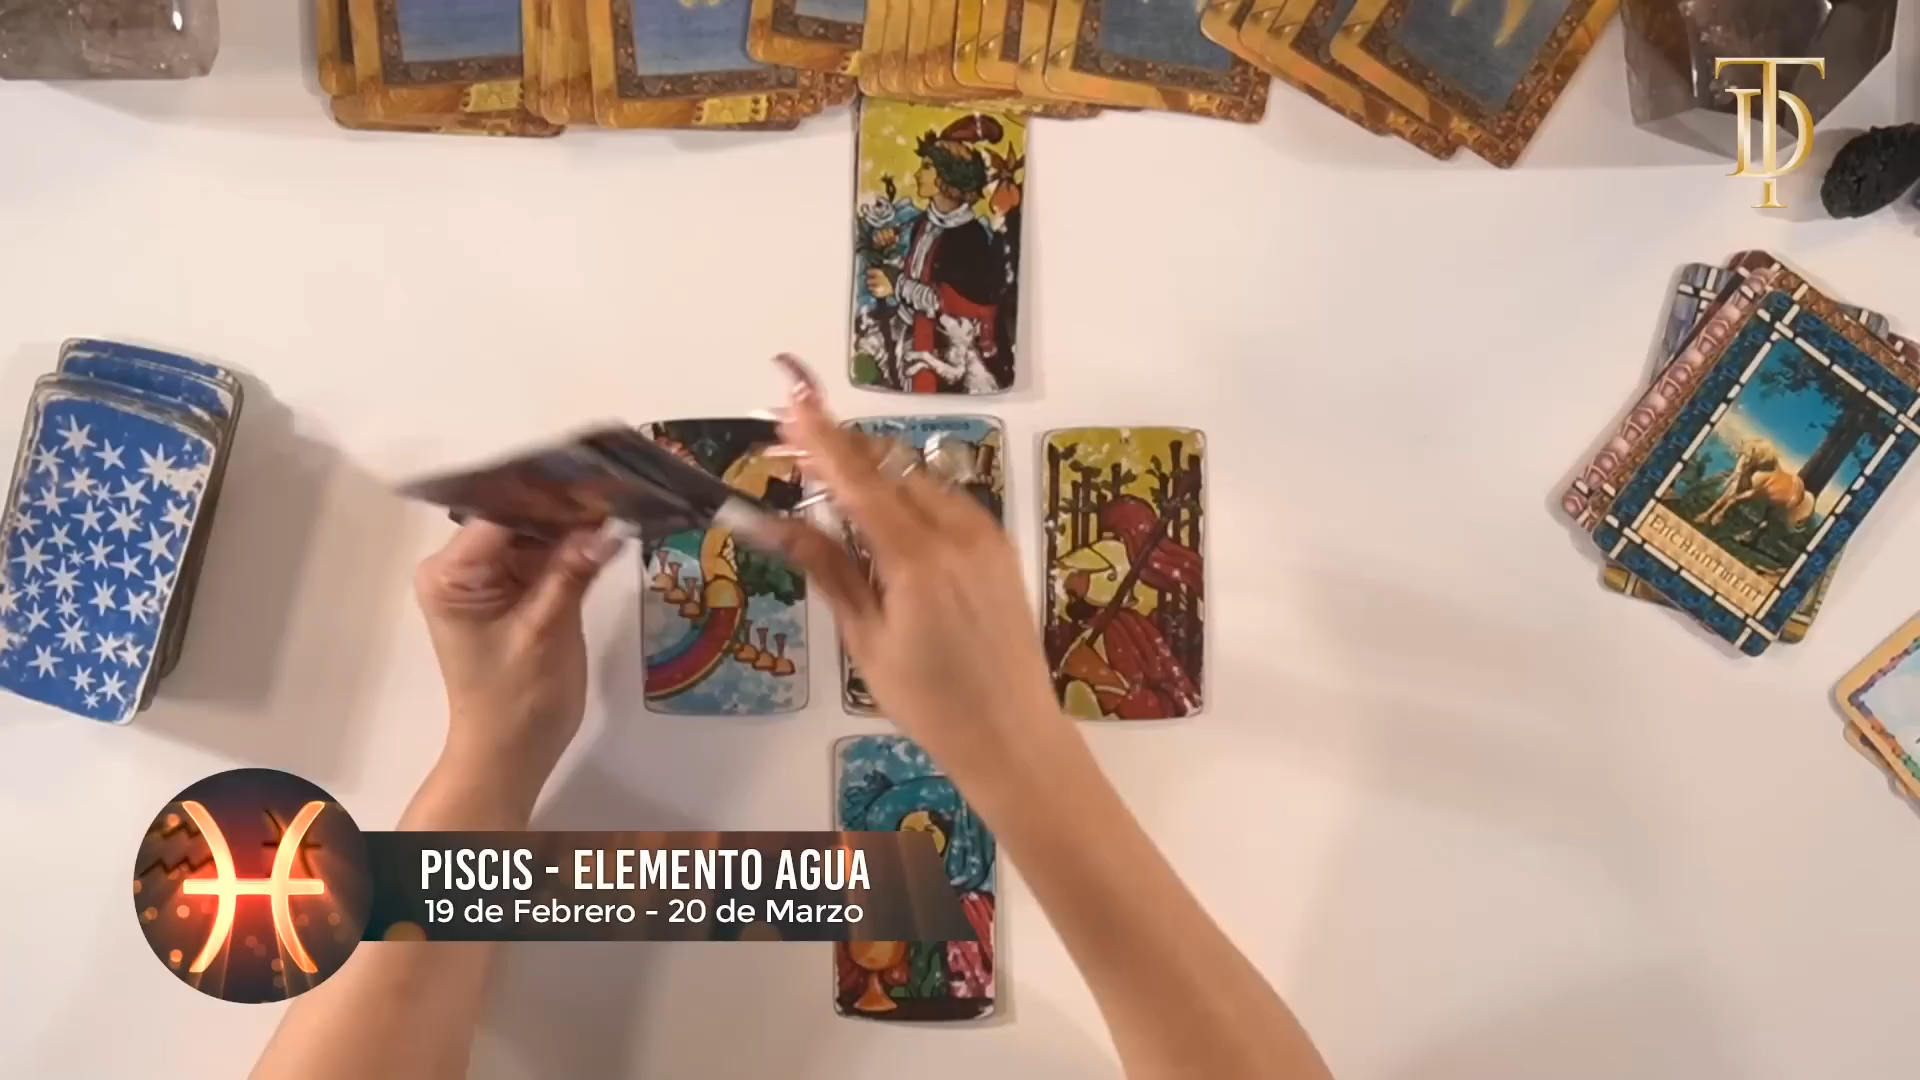 ENCHANTMENT
PISCIS - ELEMENTO AGUA
19 de Febrero - 20 de Marzo